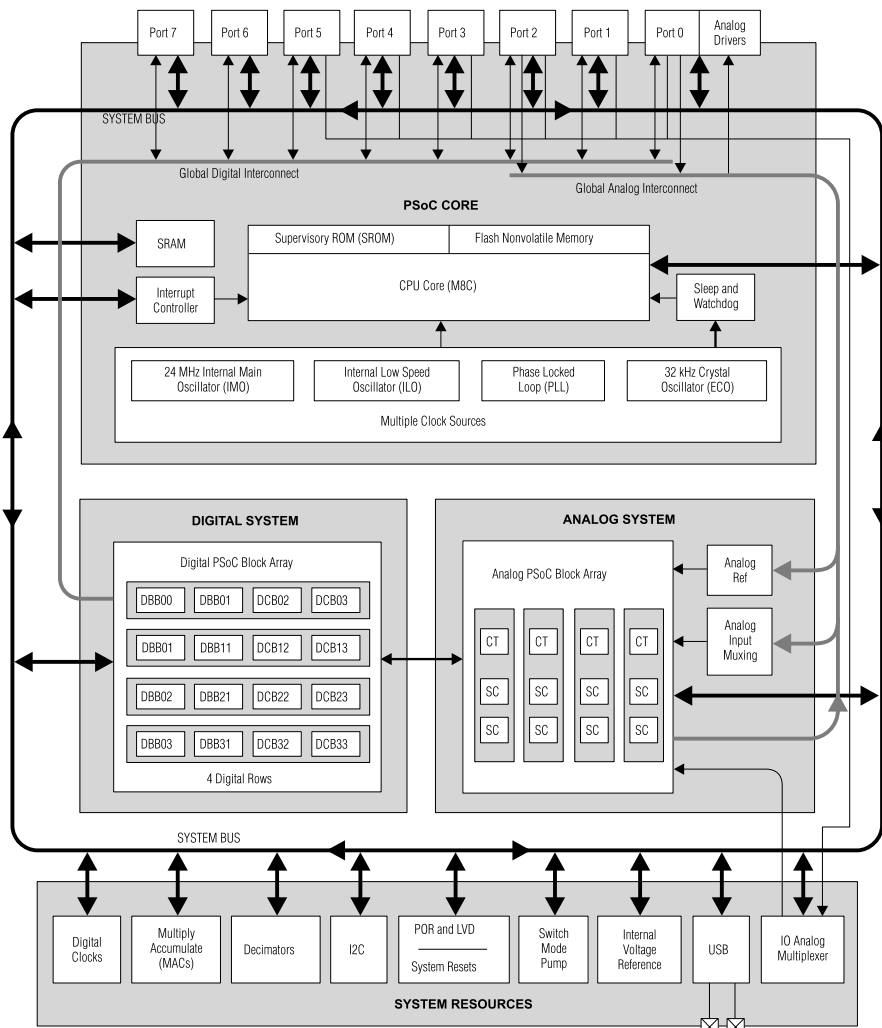 Port 7 Port 6 Port 5 Port 4 Port 3 Port 2 Port 1 Port 0 Analog
Drivers
SYSTEM BUS
Global Digital Interconnect
Global Analog Interconnect
PSoC CORE
SRAM
Supervisory ROM (SROM) Flash Nonvolatile Memory
CPU Core (M8C)
Interrupt
Controller
Sleep and
Watchdog
24 MHz Internal Main
Oscillator (IMO)
Internal Low Speed
Oscillator (ILO)
Phase Locked
Loop (PLL)
32 kHz Crystal
Oscillator (ECO)
Multiple Clock Sources
DIGITAL SYSTEM
Digital PSoC Block Array
DBB00 DBB01 DCB02 DCB03
DBB01 DBB11 DCB12 DCB13
DBB02 DBB21 DCB22 DCB23
DBB03 DBB31 DCB32 DCB33
4 Digital Rows
ANALOG SYSTEM
Analog PSoC Block Array
CT CT CT CT
SC SC SC SC
SC SC SC SC
Analog
Ref
Analog
Input
Muxing
SYSTEM BUS
Digital
Clocks
Multiply
Accumulate
(MACs)
Decimators
I2C
POR and LVD
System Resets
Switch
Mode
Pump
Internal
Voltage
Reference
USB
IO Analog
Multiplexer
SYSTEM RESOURCES